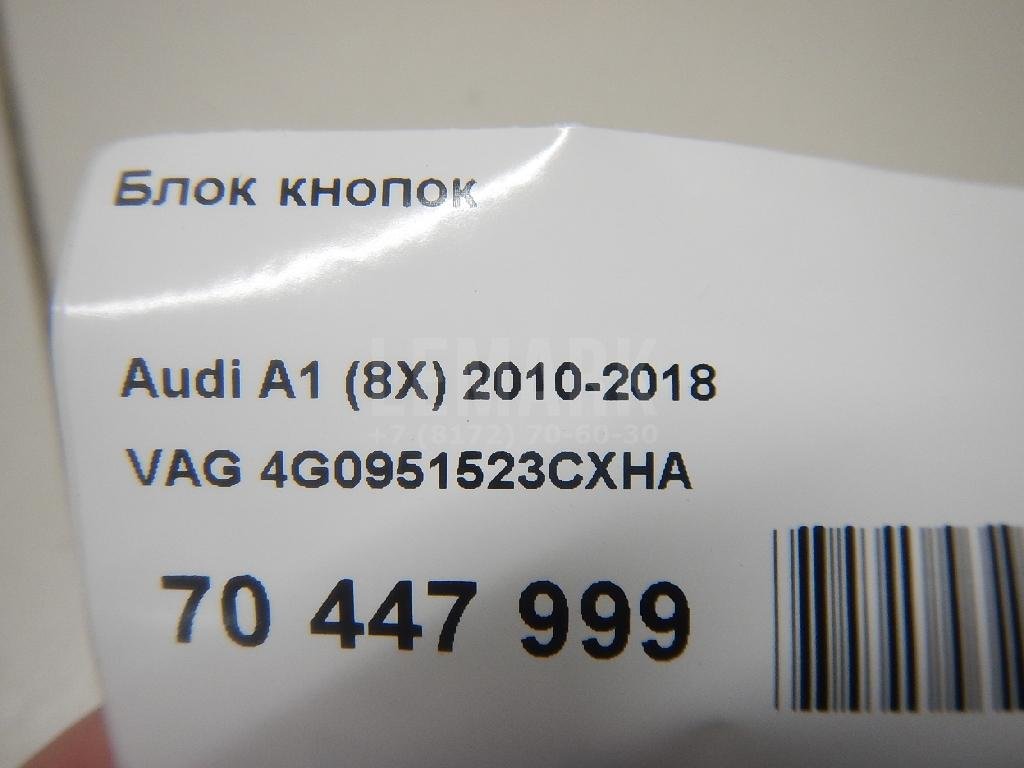 Блок кнопок
LEMARK
Audi A1 (8X) 2010-2018
+7 (8172) 70-60-30
VAG 4G0951523CXHA
70 447 999